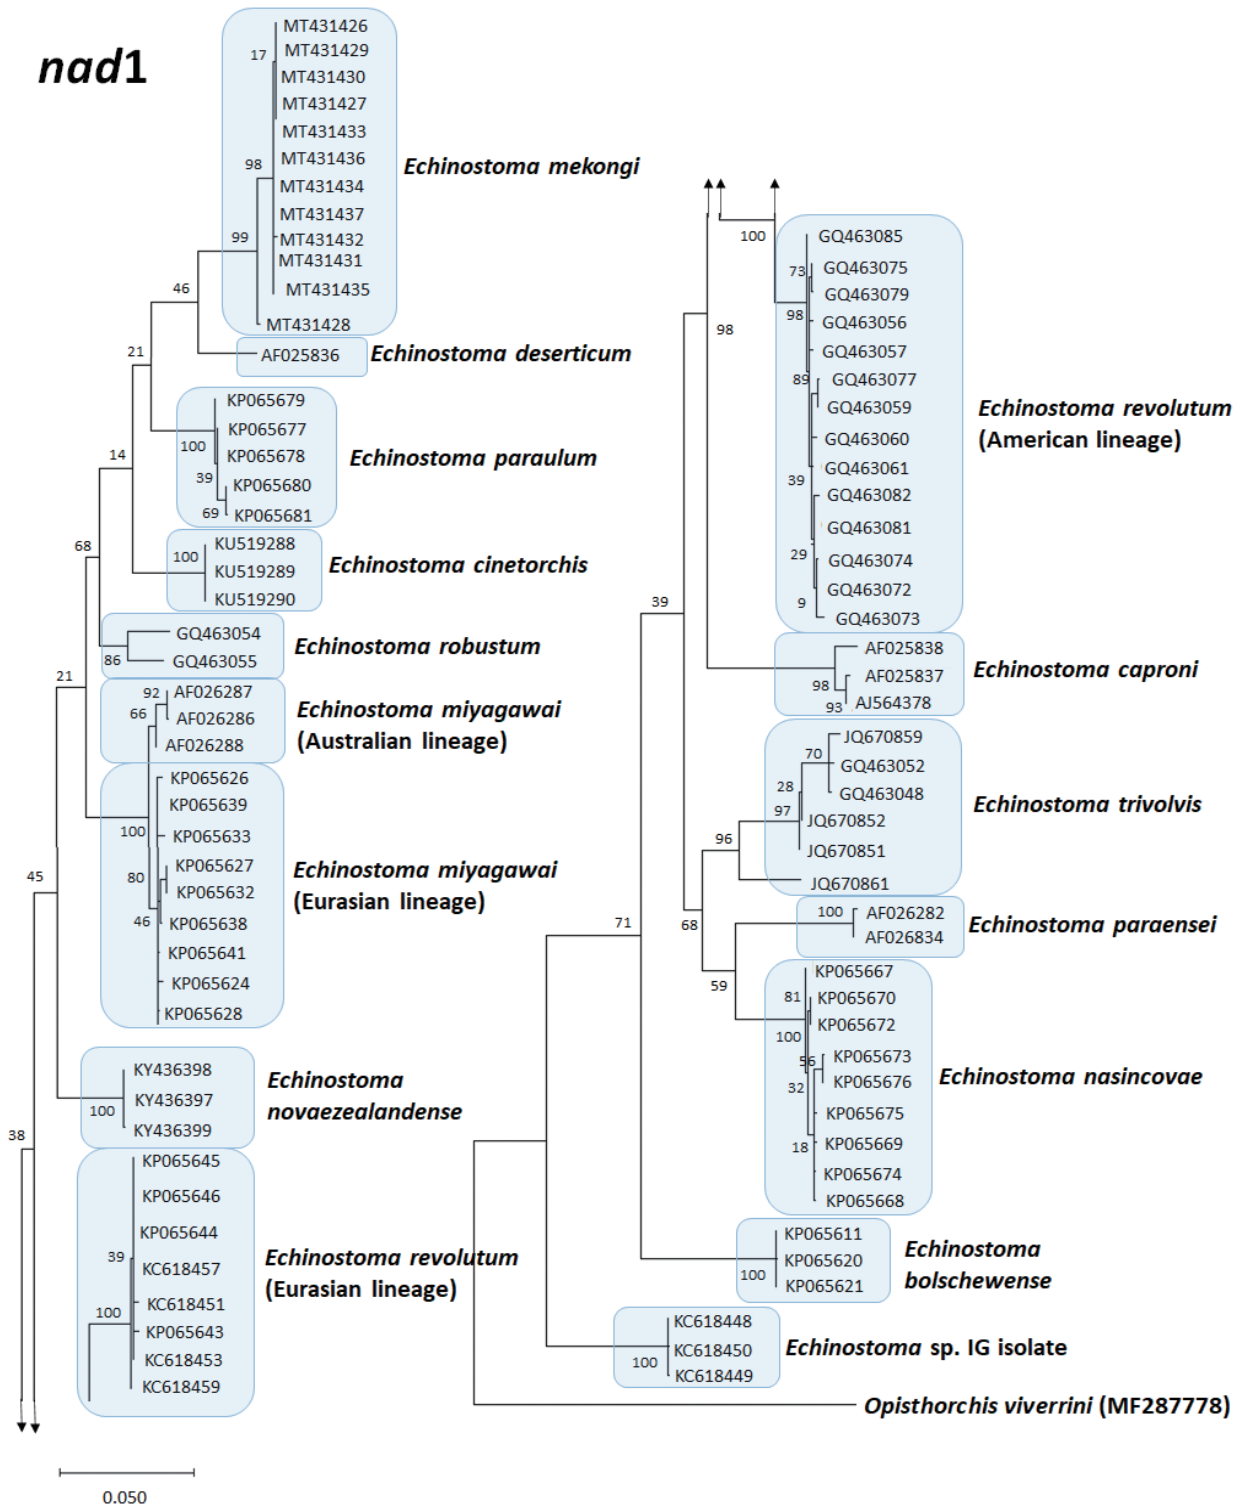 nad1
MT431426
MT431429
17
MT431430
MT431427
MT431433
MT431436
98
Echinostoma mekongi
MT431434
MT431437
99
MT431432
MT431431
46
MT431435
MT431428
21
AF025836
Echinostoma deserticum
KP065679
KP065677
100
KP065678
Echinostoma paraulum
14
39
KP065680
69
KP065681
68
KU519288
100
KU519289
Echinostoma cinetorchis
KU519290
GQ463054
Echinostoma robustum
86
GQ463055
21
92
AF026287
66
AF026286
AF026288
Echinostoma miyagawai
(Australian lineage)
KP065626
KP065639
100
KP065633
KP065627
80
KP065632
46
KP065638
KP065641
KP065624
KP065628
Echinostoma miyagawai
(Eurasian lineage)
45
KY436398
KY436397
100
KY436399
Echinostoma
novaezealandense
38
KP065645
KP065646
KP065644
39
KC618457
KC618451
100
KP065643
KC618453
KC618459
Echinostoma revolutum
(Eurasian lineage)
0.050
100
GQ463085
73
GQ463075
GQ463079
98
98
GQ463056
GQ463057
89
GQ463077
GQ463059
GQ463060
GQ463061
39
GQ463082
GQ463081
29
GQ463074
GQ463072
9
GQ463073
Echinostoma revolutum
(American lineage)
39
AF025838
AF025837
98
93
AJ564378
Echinostoma caproni
JQ670859
70
GQ463052
28
GQ463048
97
JQ670852
JQ670851
96
JQ670861
Echinostoma trivolvis
71
68
100
AF026282
AF026834
Echinostoma paraensei
59
KP065667
81
KP065670
100
KP065672
56
KP065673
32
KP065676
KP065675
18
KP065669
KP065674
KP065668
Echinostoma nasincovae
KP065611
KP065620
100
KP065621
Echinostoma
bolschewense
KC618448
KC618450
100
KC618449
Echinostoma sp. IG isolate
Opisthorchis viverrini (MF287778)